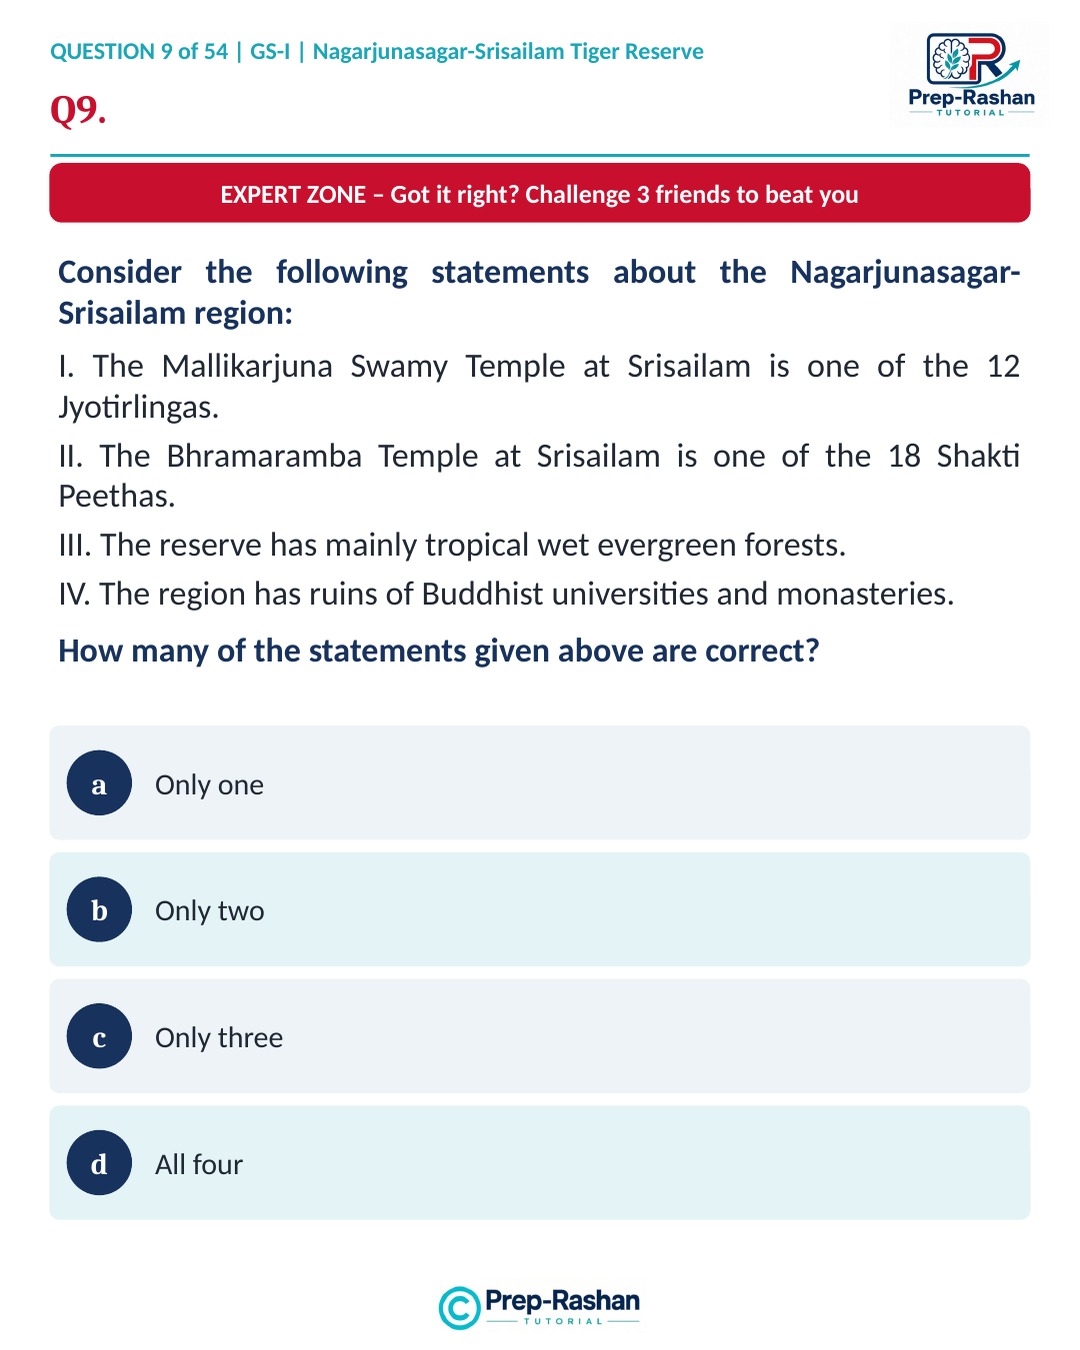 QUESTION 9 of 54 | GS-I | Nagarjunasagar-Srisailam Tiger Reserve
Prep-Rashan
TUTORIAL
Q9.
EXPERT ZONE – Got it right? Challenge 3 friends to beat you
Consider the following statements about the Nagarjunasagar-
Srisailam region:
I. The Mallikarjuna Swamy Temple at Srisailam is one of the 12
Jyotirlingas.
II. The Bhramaramba Temple at Srisailam is one of the 18 Shakti
Peethas.
III. The reserve has mainly tropical wet evergreen forests.
IV. The region has ruins of Buddhist universities and monasteries.
How many of the statements given above are correct?
a Only one
b Only two
c Only three
d All four
© Prep-Rashan
TUTORIAL